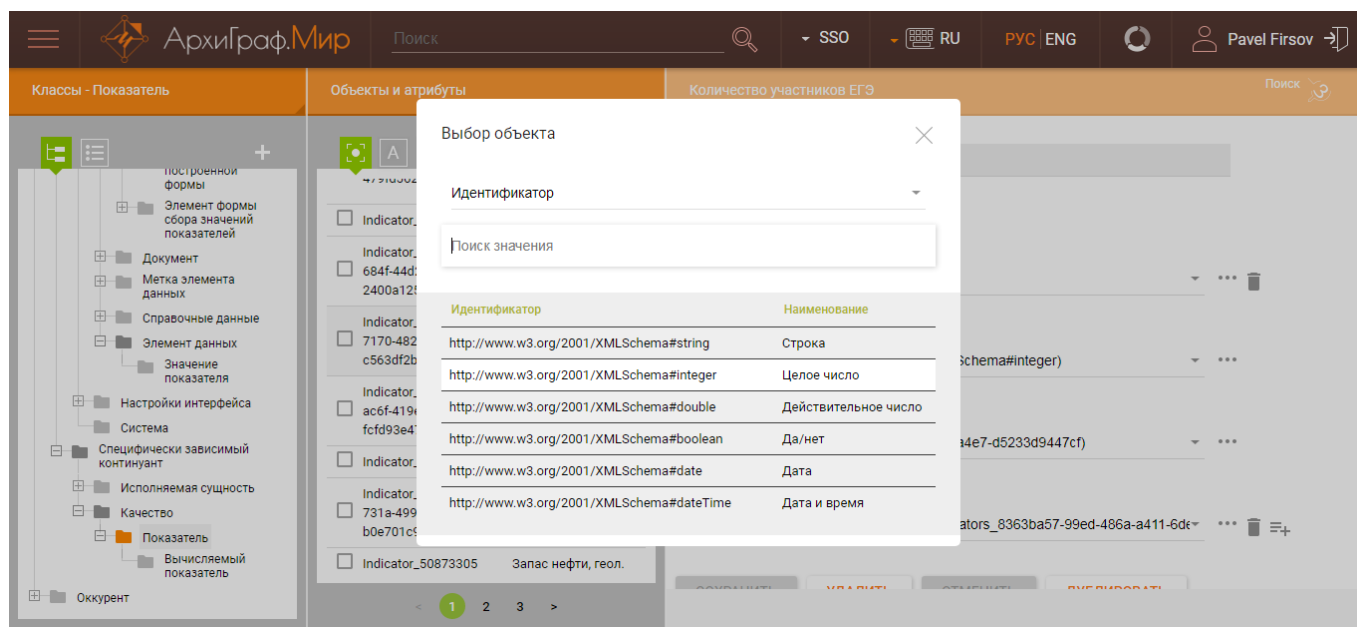 АрхиГраф.Мир
Поиск
SSO
RU
РУС ENG
Pavel Firsov
Классы - Показатель
Объекты и атрибуты
Количество участников ЕГЭ
Поиск
построенной
формы
Элемент формы
сбора значений
показателей
Документ
Метка элемента
данных
Справочные данные
Элемент данных
Значение
показателя
Настройки интерфейса
Система
Специфически зависимый
континуант
Исполняемая сущность
Качество
Показатель
Вычисляемый
показатель
Оккурент
A
Indicator_
Indicator_
684f-44d
2400a12
Indicator_
7170-482
c563df2b
Indicator_
ac6f-419
fcfd93e4
Indicator_
Indicator_
731a-499
b0e701c
Indicator_50873305 Запас нефти, геол.
< 1 2 3 >
Выбор объекта
Идентификатор
Поиск значения
Идентификатор Наименование
http://www.w3.org/2001/XMLSchema#string Строка
http://www.w3.org/2001/XMLSchema#integer Целое число
http://www.w3.org/2001/XMLSchema#double Действительное число
http://www.w3.org/2001/XMLSchema#boolean Да/нет
http://www.w3.org/2001/XMLSchema#date Дата
http://www.w3.org/2001/XMLSchema#dateTime Дата и время
Schema#integer)
a4e7-d5233d9447cf)
ators_8363ba57-99ed-486a-a411-6de
СОХРАНИТЬ УДАЛИТЬ ОТМЕНИТЬ ДУБЛИРОВАТЬ